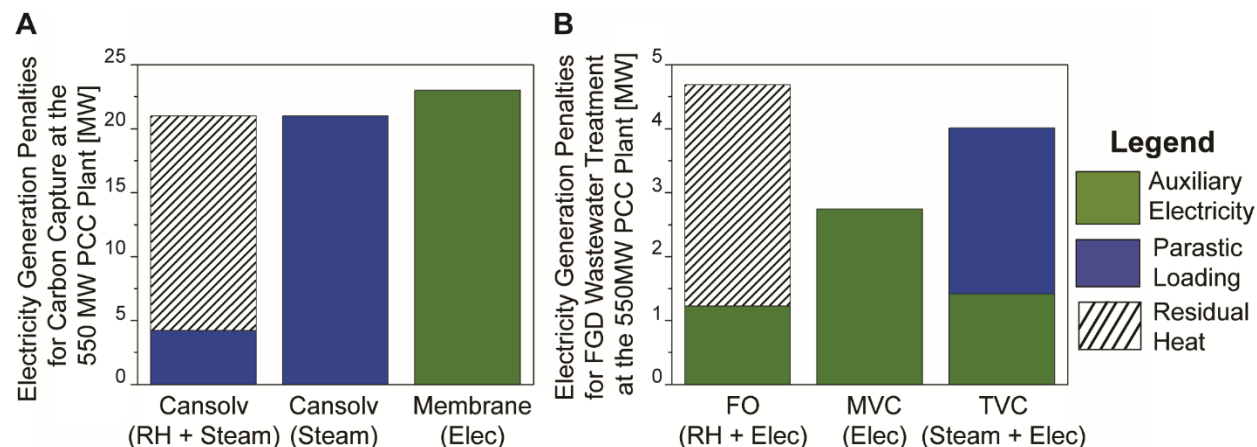 A
Electricity Generation Penalties
for Carbon Capture at the
550 MW PCC Plant [MW]
25
20
15
10
5
0
Cansolv
(RH + Steam)
Cansolv
(Steam)
Membrane
(Elec)
B
Electricity Generation Penalties
for FGD Wastewater Treatment
at the 550MW PCC Plant [MW]
5
4
3
2
1
0
FO
(RH + Elec)
MVC
(Elec)
TVC
(Steam + Elec)
Legend
Auxiliary
Electricity
Parastic
Loading
Residual
Heat